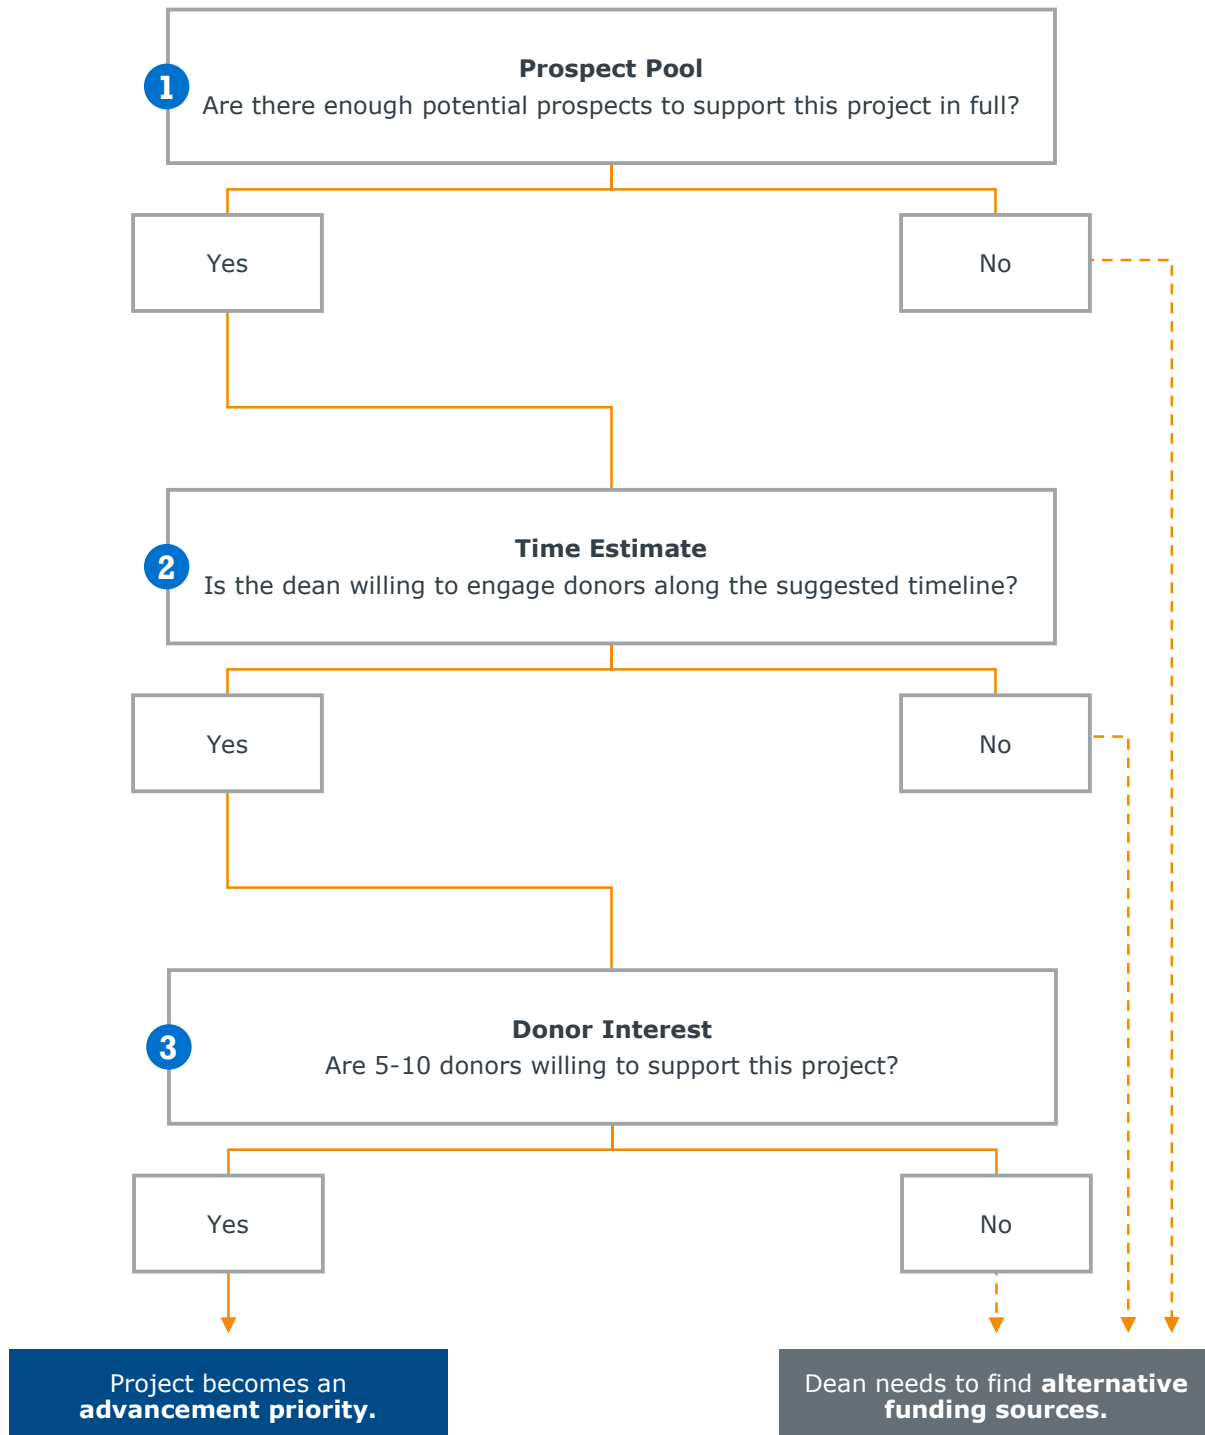 Prospect Pool
1
Are there enough potential prospects to support this project in full?
Yes
No
Time Estimate
2
Is the dean willing to engage donors along the suggested timeline?
Yes
No
Donor Interest
3
Are 5-10 donors willing to support this project?
Yes
No
Project becomes an
advancement priority.
Dean needs to find alternative
funding sources.